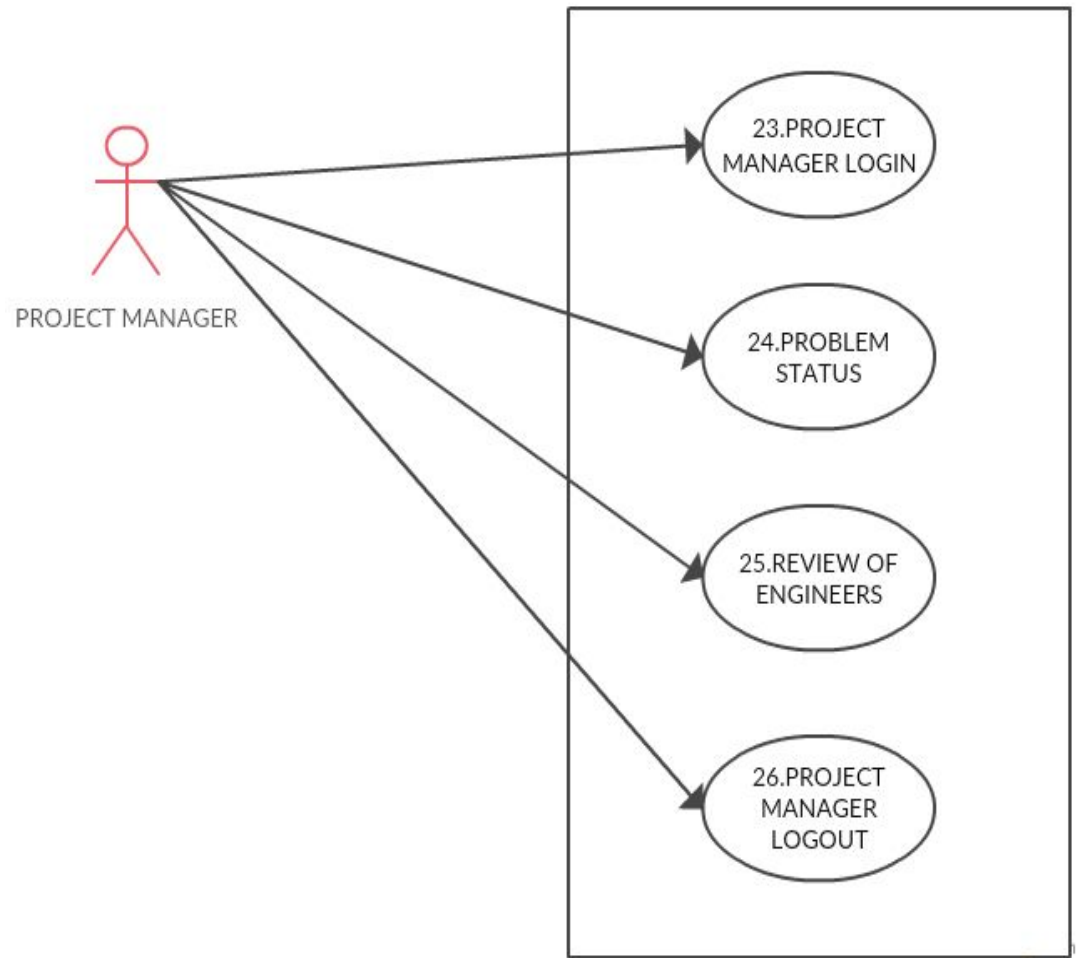 23.PROJECT
MANAGER LOGIN
PROJECT MANAGER
24.PROBLEM
STATUS
25.REVIEW OF
ENGINEERS
26.PROJECT
MANAGER
LOGOUT